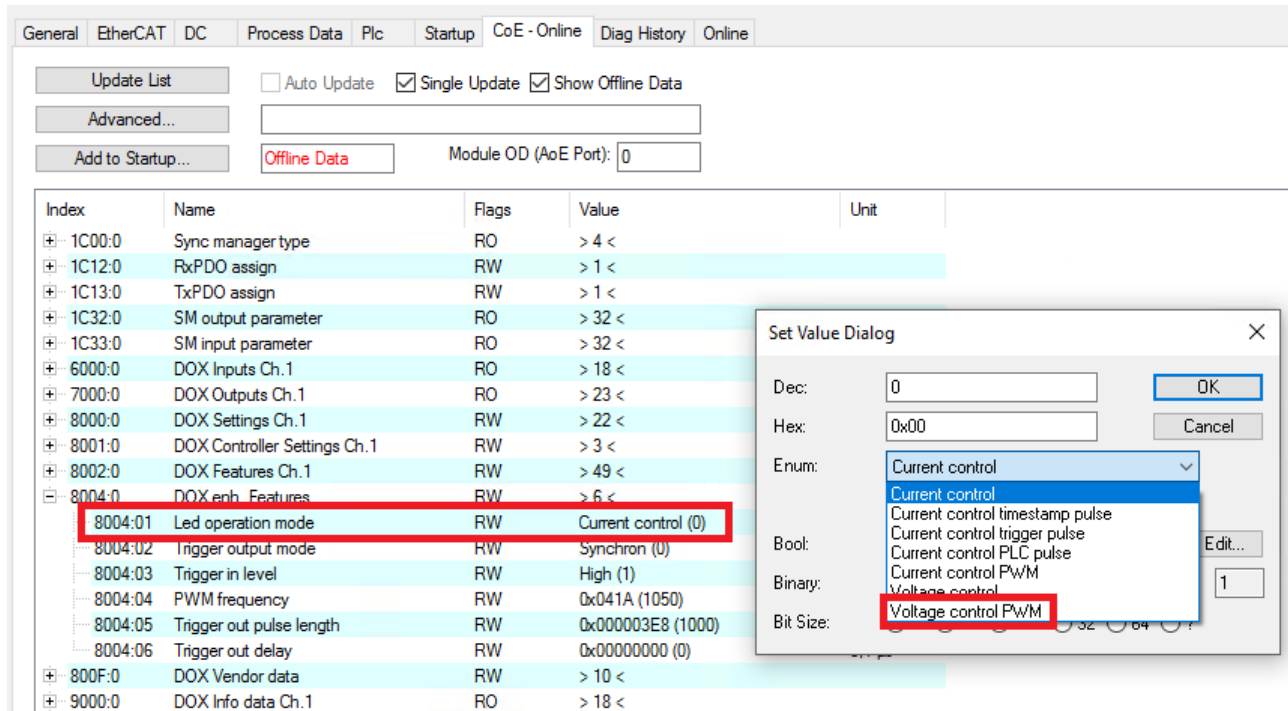 General EtherCAT DC Process Data Plc Startup CoE - Online Diag History Online
Update List Auto Update Single Update Show Offline Data
Advanced...
Add to Startup... Offline Data Module OD (AoE Port): 0
Index Name Flags Value Unit
1C00:0 Sync manager type RO > 4 <
1C12:0 RxPDO assign RW > 1 <
1C13:0 TxPDO assign RW > 1 <
1C32:0 SM output parameter RO > 32 <
1C33:0 SM input parameter RO > 32 <
6000:0 DOX Inputs Ch.1 RO > 18 <
7000:0 DOX Outputs Ch.1 RO > 23 <
8000:0 DOX Settings Ch.1 RW > 22 <
8001:0 DOX Controller Settings Ch.1 RW > 3 <
8002:0 DOX Features Ch.1 RW > 49 <
8004:0 DOX enh. Features RW > 6 <
8004:01 Led operation mode RW Current control (0)
8004:02 Trigger output mode RW Synchron (0)
8004:03 Trigger in level RW High (1)
8004:04 PWM frequency RW 0x041A (1050)
8004:05 Trigger out pulse length RW 0x000003E8 (1000)
8004:06 Trigger out delay RW 0x00000000 (0)
800F:0 DOX Vendor data RW > 10 <
9000:0 DOX Info data Ch.1 RO > 18 <
Set Value Dialog
Dec: 0 OK
Hex: 0x00 Cancel
Enum: Current control
Current control
Current control timestamp pulse
Current control trigger pulse
Current control PLC pulse
Current control PWM
Voltage control
Voltage control PWM
Bool: Edit...
Binary: 1
Bit Size: 32 64 ?